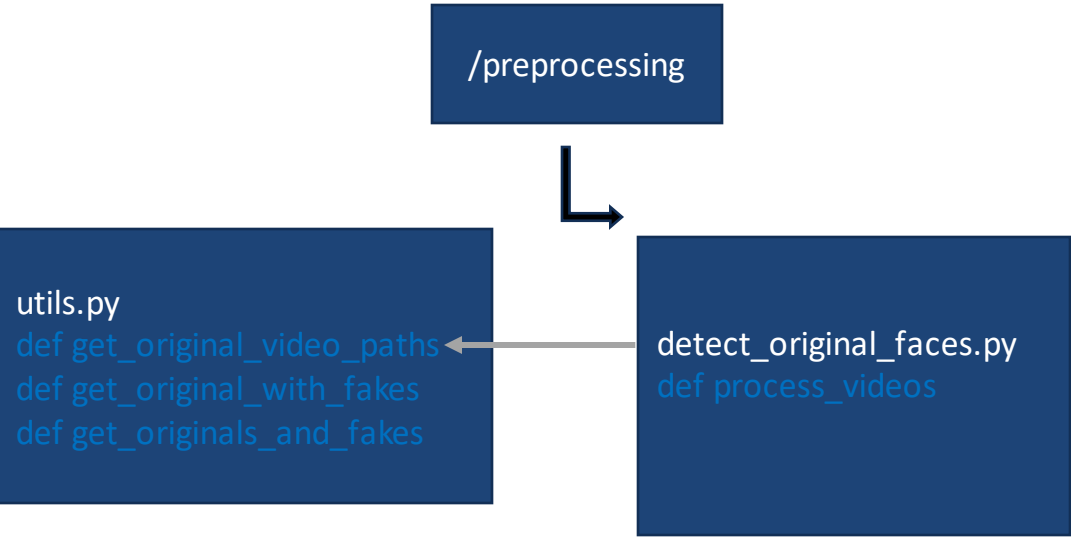 /preprocessing
utils.py
def get_original_video_paths
def get_original_with_fakes
def get_originals_and_fakes
detect_original_faces.py
def process_videos